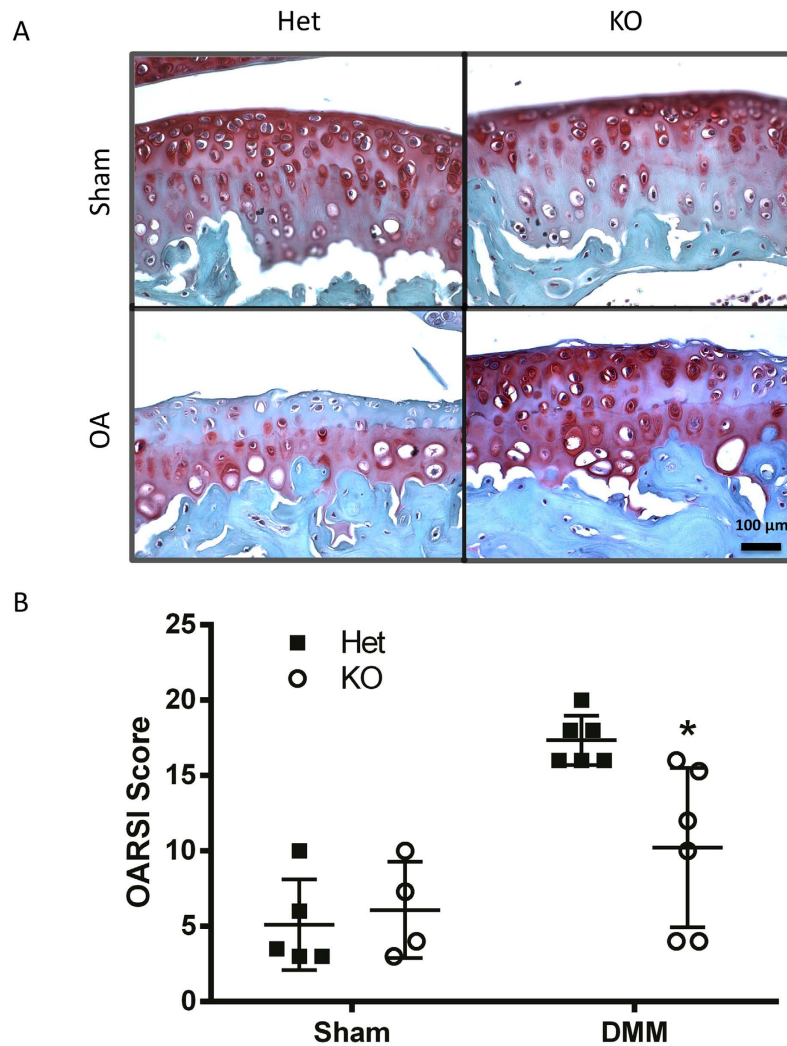 A
Het
KO
Sham
OA
100 μm
B
OARSI Score
25
20
15
10
5
0
Het
KO
*
Sham
DMM